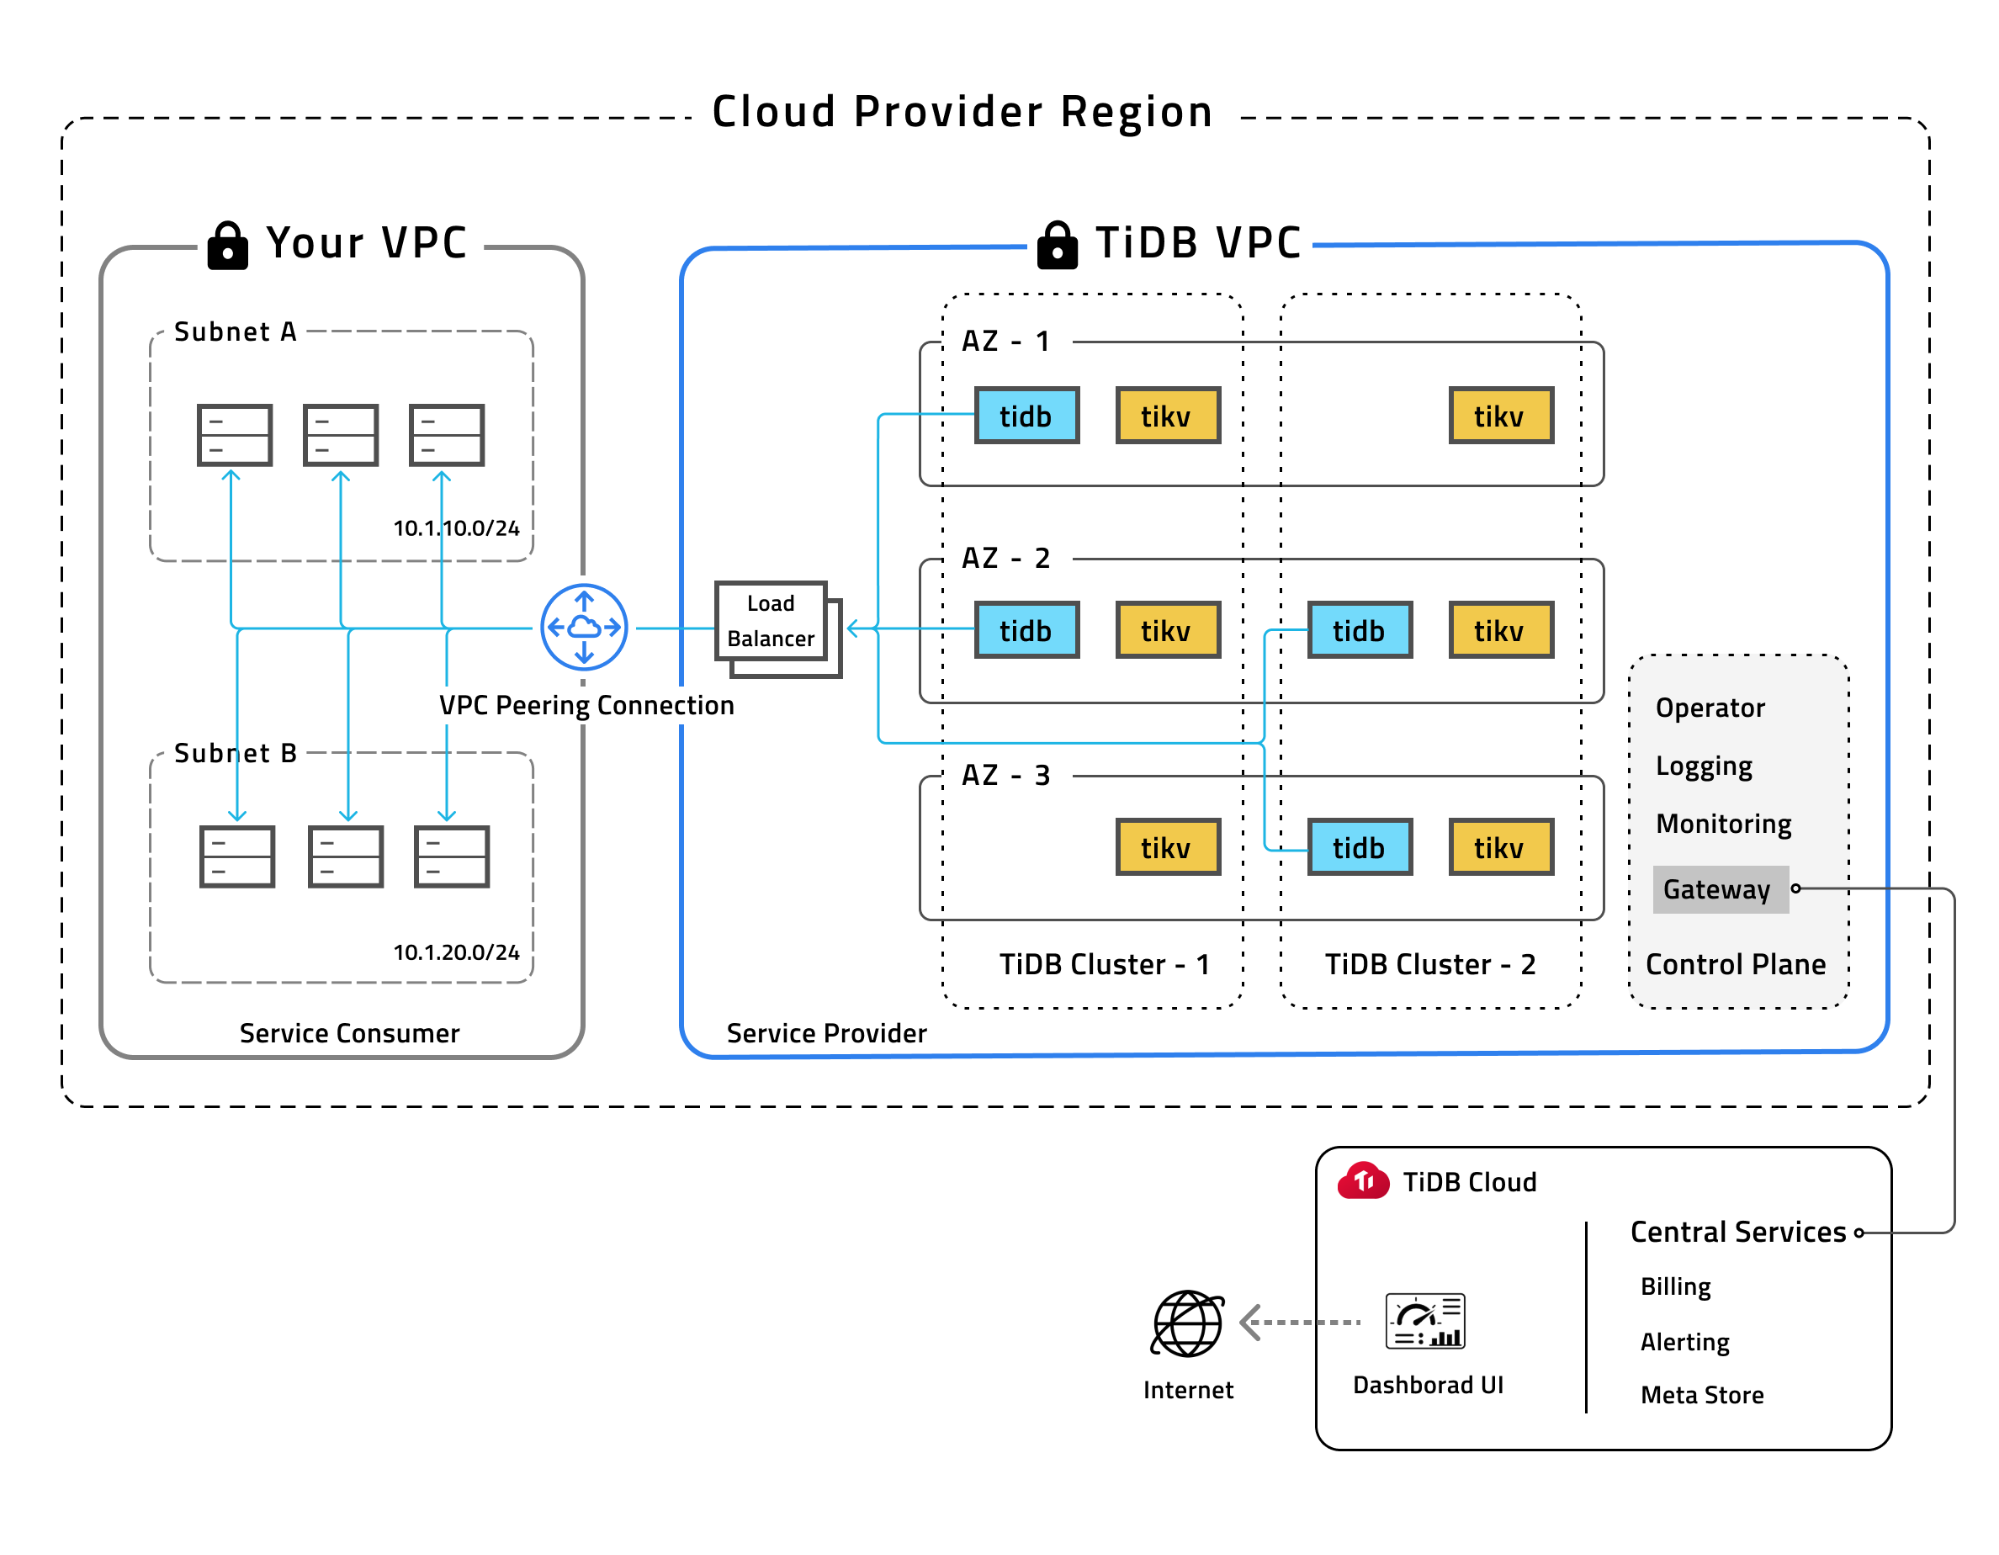 Cloud Provider Region
Your VPC
Subnet A
10.1.10.0/24
VPC Peering Connection
Subnet B
10.1.20.0/24
Service Consumer
TiDB VPC
Load
Balancer
AZ - 1
tidb
tikv
tikv
AZ - 2
tidb
tikv
tidb
tikv
AZ - 3
tikv
tidb
tikv
TiDB Cluster - 1
TiDB Cluster - 2
Service Provider
Operator
Logging
Monitoring
Gateway
Control Plane
TiDB Cloud
Internet
Dashborad UI
Central Services
Billing
Alerting
Meta Store